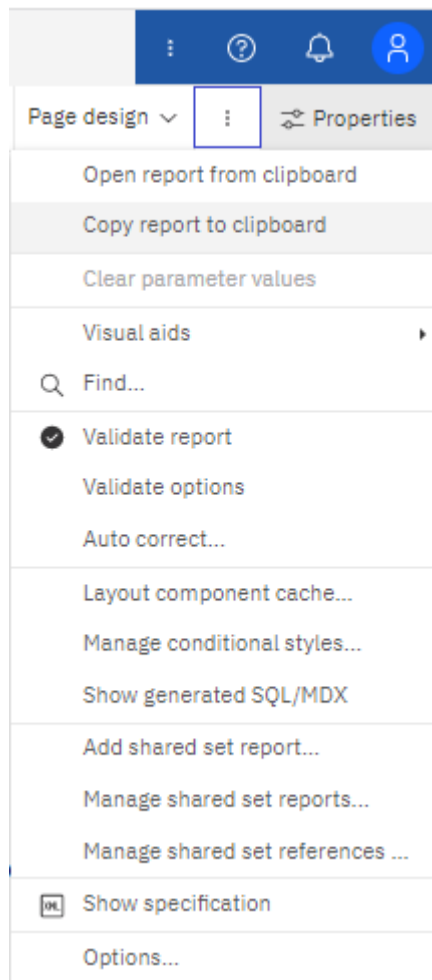 Page design
Properties
Open report from clipboard
Copy report to clipboard
Clear parameter values
Visual aids
Find...
Validate report
Validate options
Auto correct...
Layout component cache...
Manage conditional styles...
Show generated SQL/MDX
Add shared set report...
Manage shared set reports...
Manage shared set references ...
Show specification
Options...